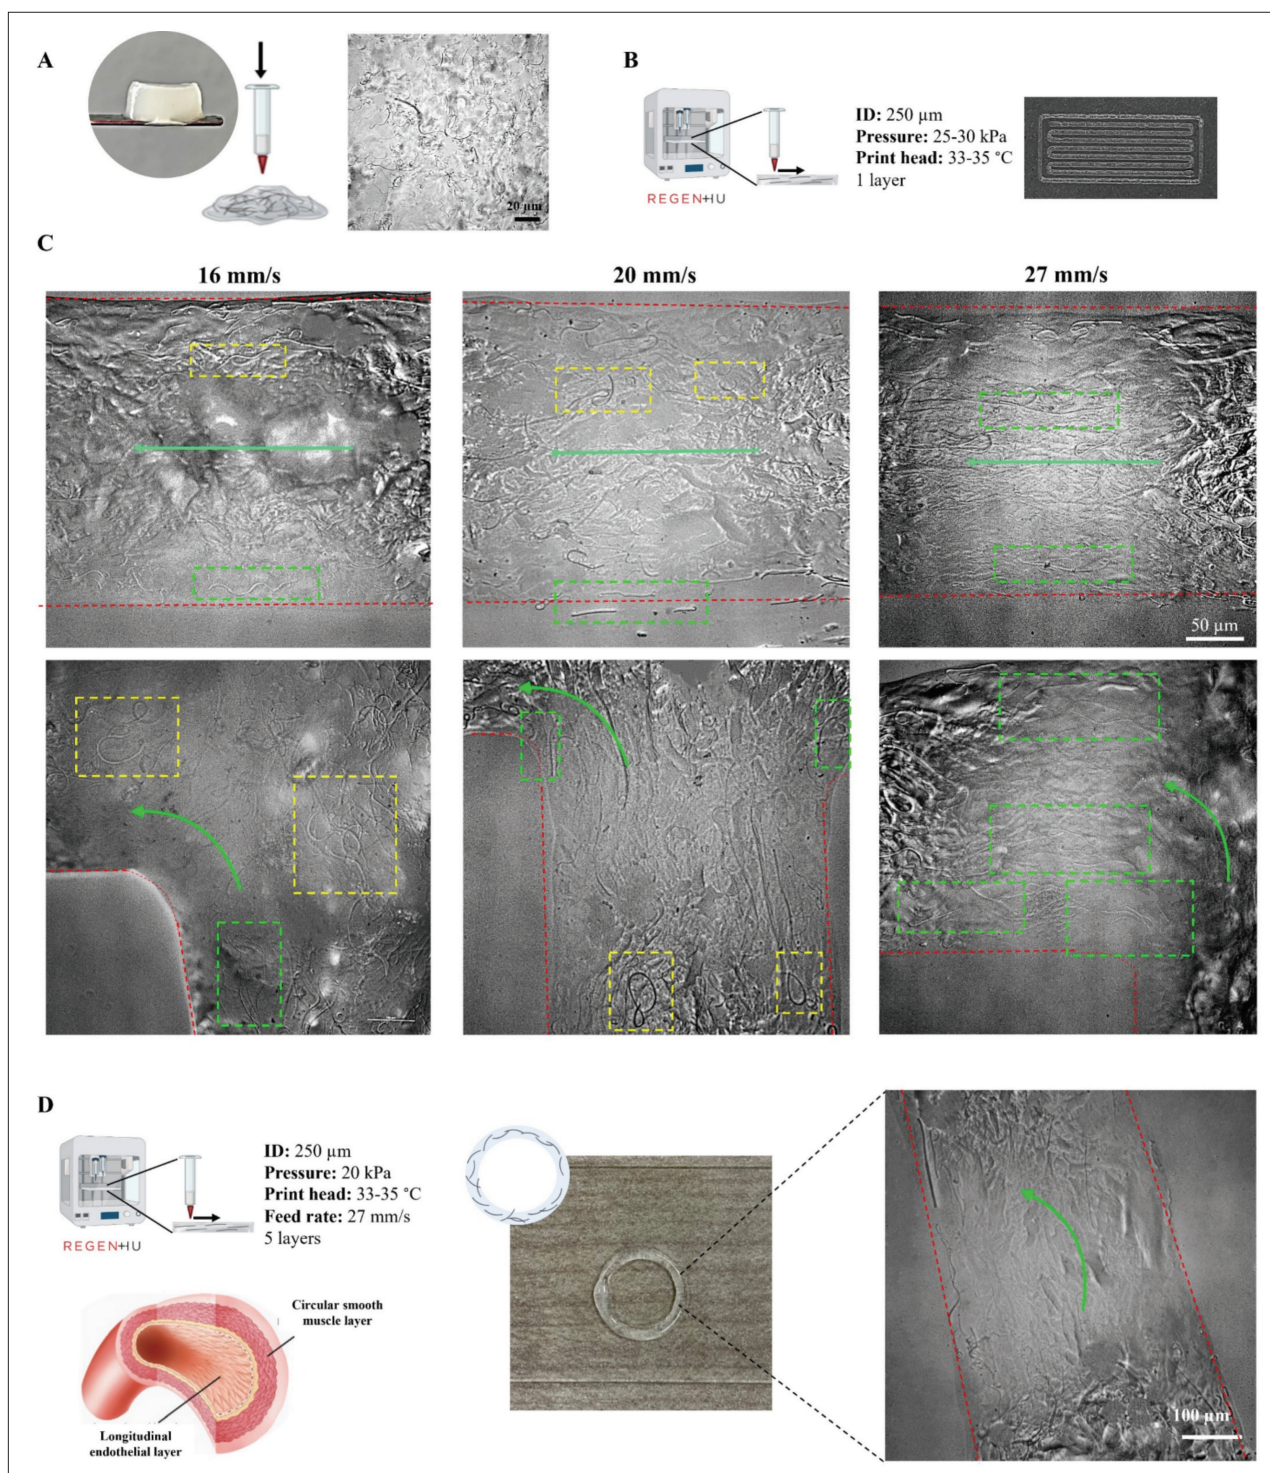 A
20 µm
B
REGEN+HU
ID: 250 µm
Pressure: 25-30 kPa
Print head: 33-35 °C
1 layer
C
16 mm/s
20 mm/s
27 mm/s
50 µm
D
REGEN+HU
ID: 250 µm
Pressure: 20 kPa
Print head: 33-35 °C
Feed rate: 27 mm/s
5 layers
Circular smooth
muscle layer
Longitudinal
endothelial layer
100 µm